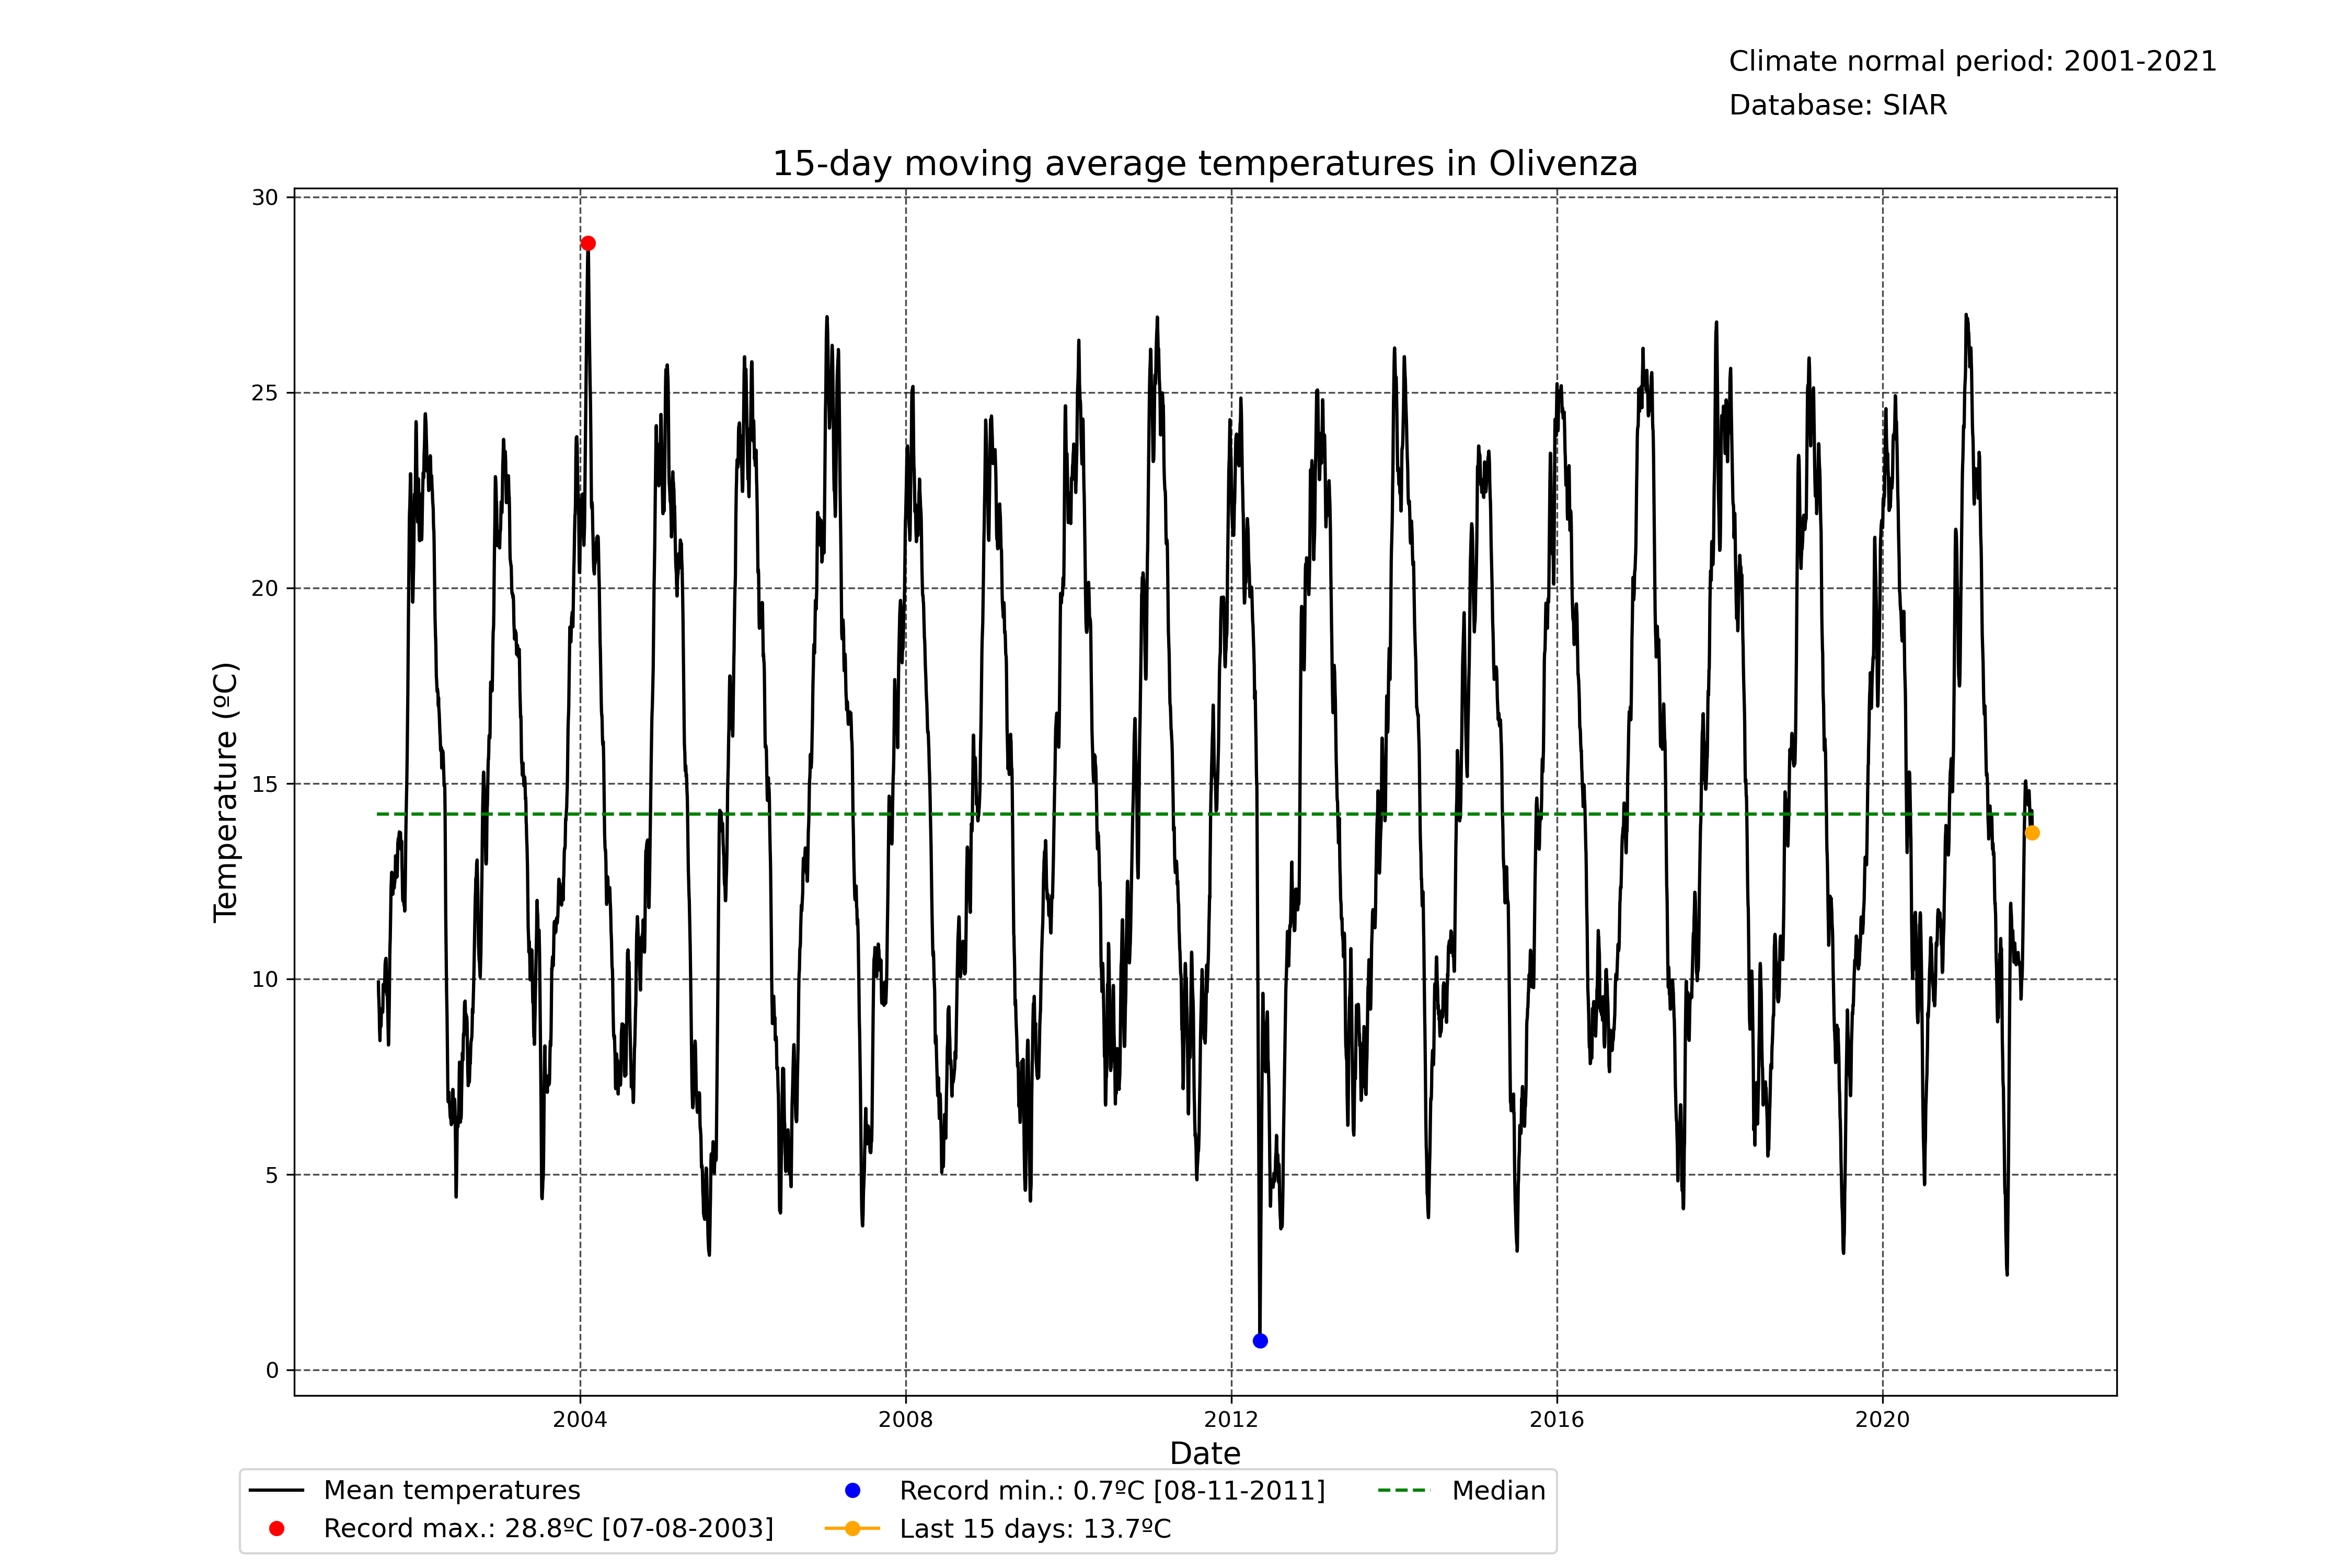 Climate normal period: 2001-2021
Database: SIAR
15-day moving average temperatures in Olivenza
30
25
20
15
10
5
0
Temperature (ºC)
2004 2008 2012 2016 2020
Date
Mean temperatures
Record max.: 28.8ºC [07-08-2003]
Record min.: 0.7ºC [08-11-2011]
Last 15 days: 13.7ºC
Median